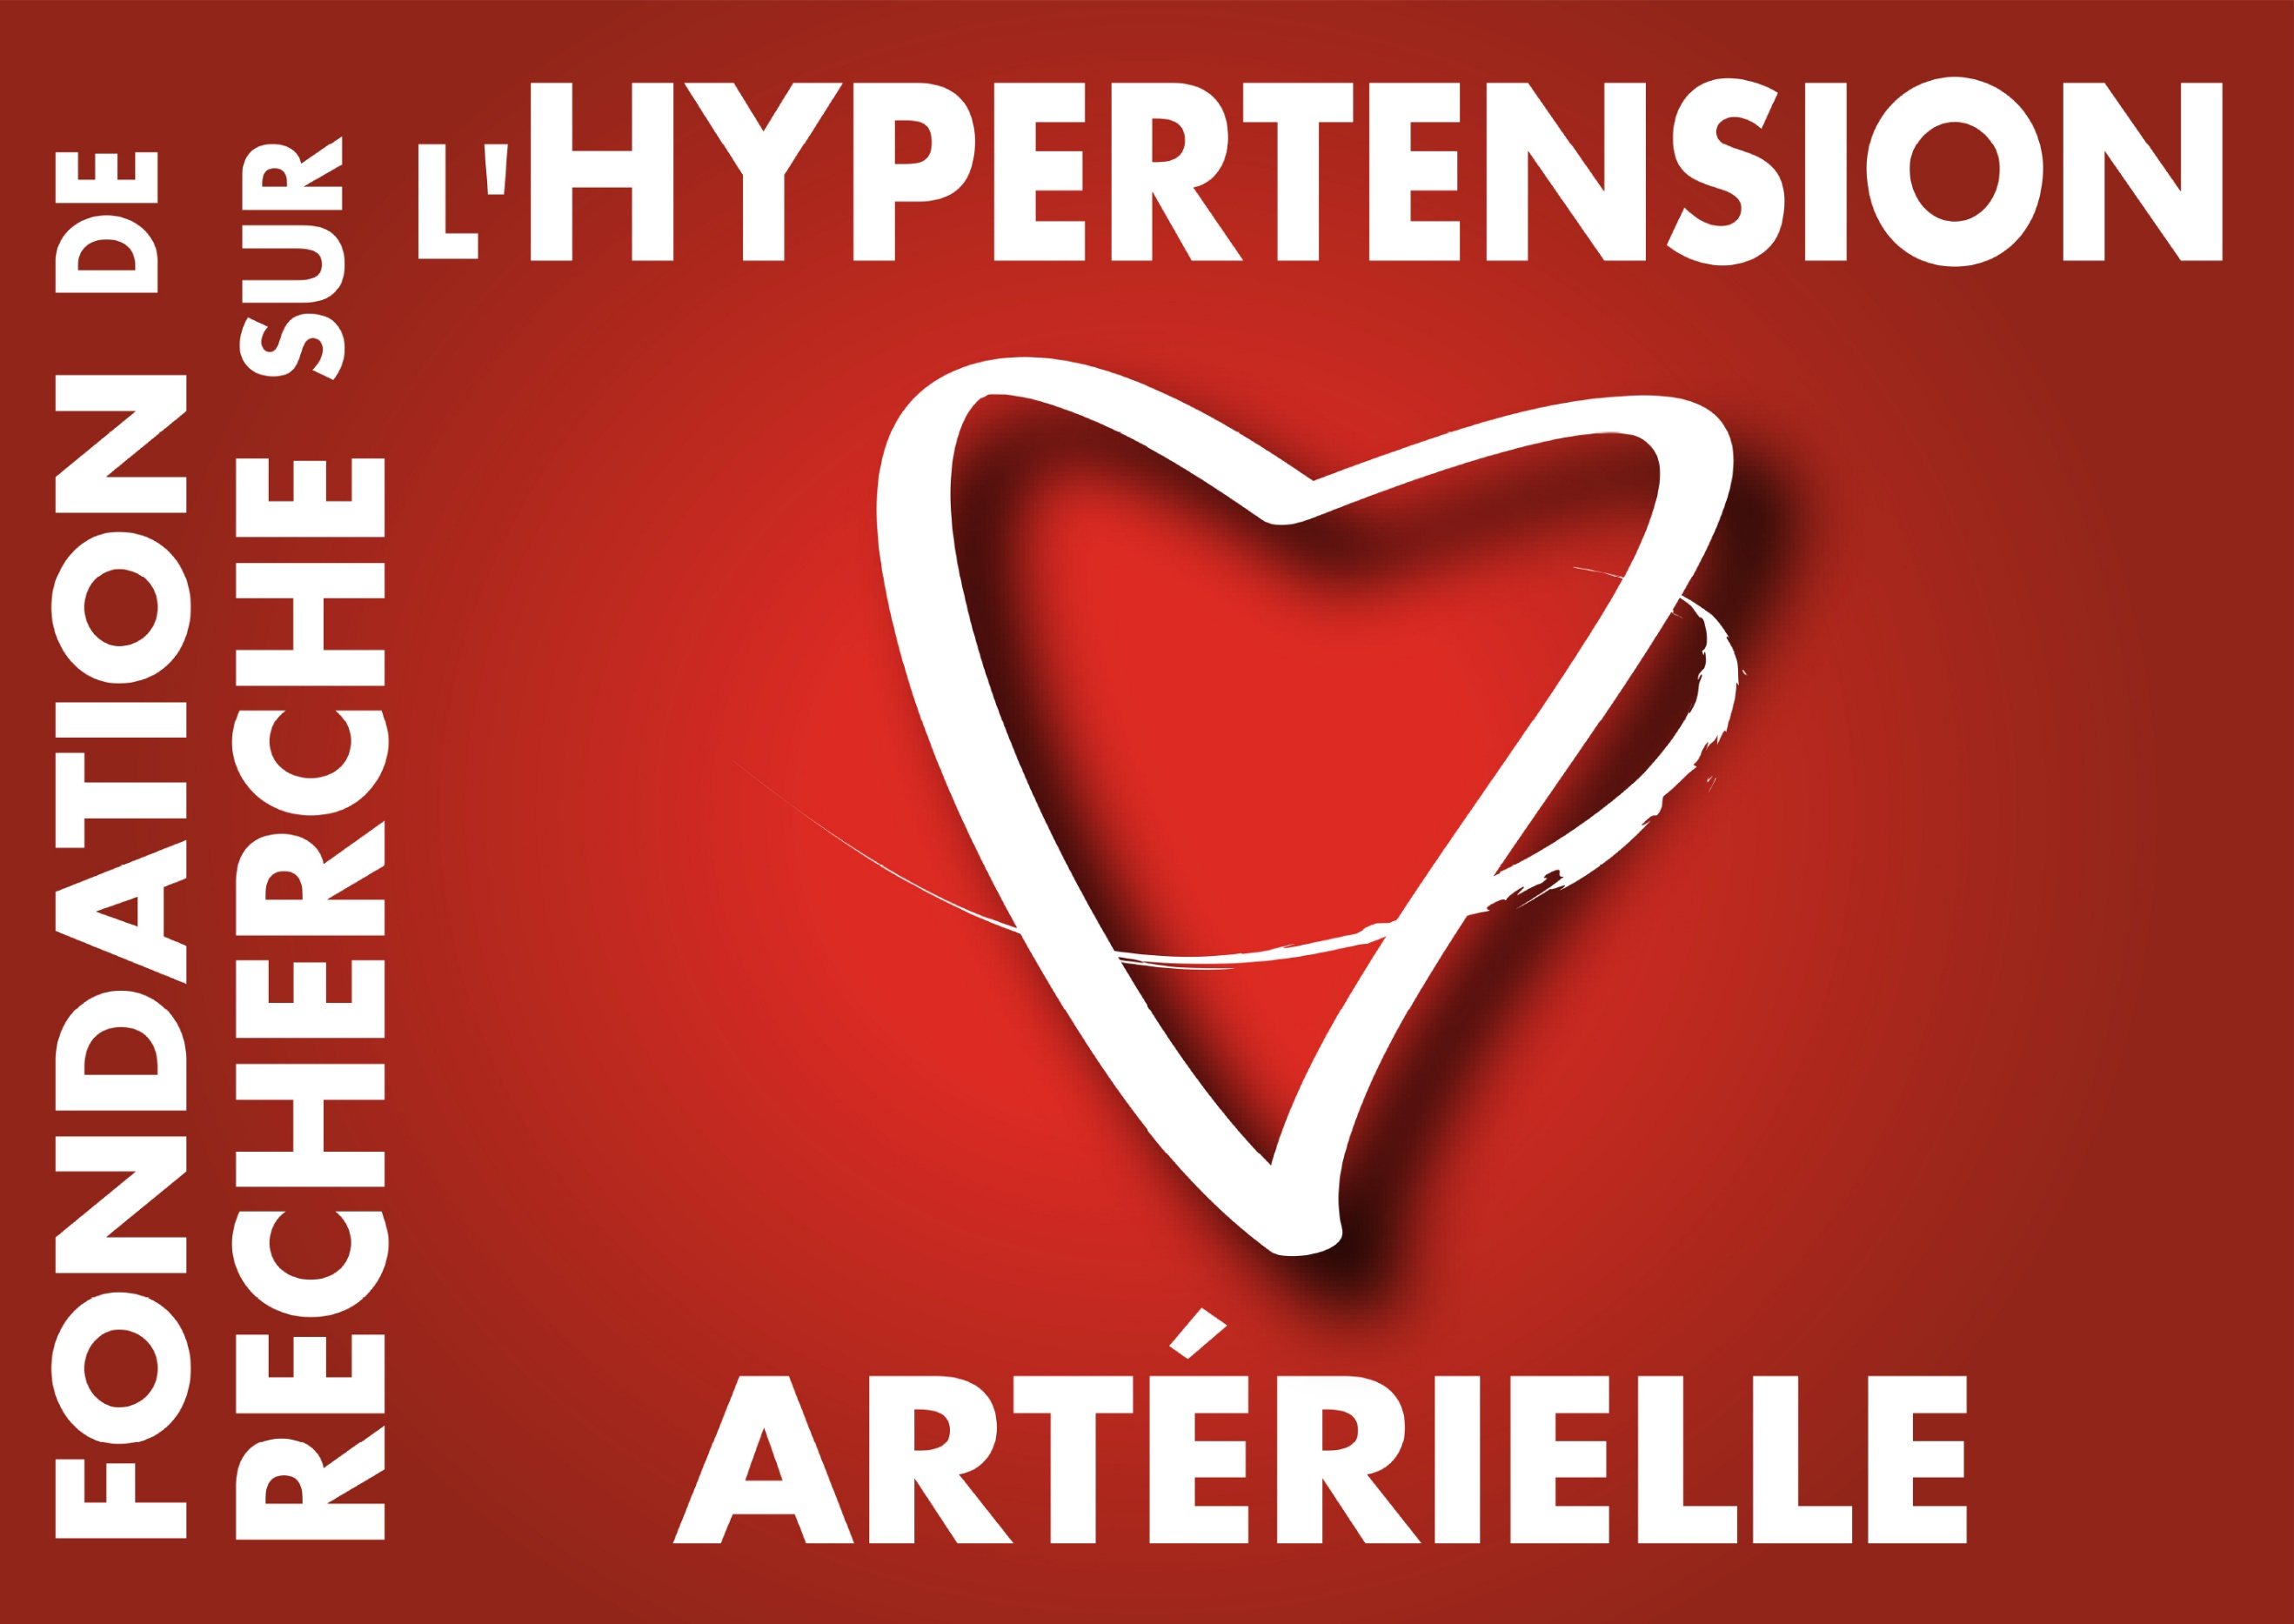 FONDATION DE
RECHERCHE SUR
L'HYPERTENSION
ARTÉRIELLE